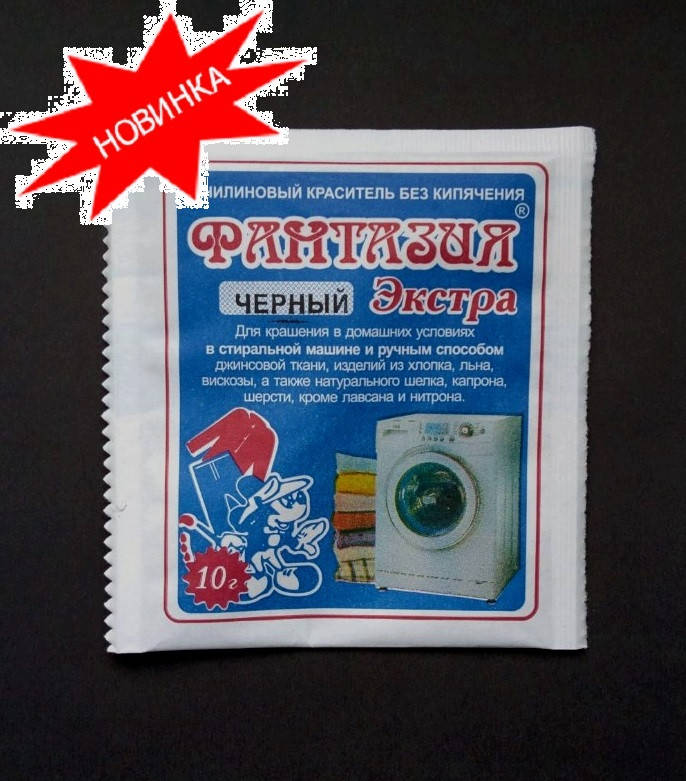 НОВИНКА
НИЛИНОВЫЙ КРАСИТЕЛЬ БЕЗ КИПЯЧЕНИЯ
ФАНТАЗИЯ®
ЧЕРНЫЙ Экстра
Для крашения в домашних условиях
в стиральной машине и ручным способом
джинсовой ткани, изделий из хлопка, льна,
вискозы, а также натурального шелка, капрона,
шерсти, кроме лавсана и нитрона.
10г